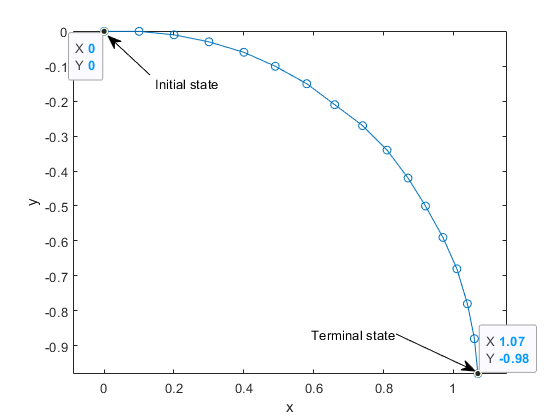 0
X 0
Y 0
-0.1
Initial state
-0.2
-0.3
-0.4
y
-0.5
-0.6
-0.7
-0.8
Terminal state
X 1.07
Y -0.98
-0.9
0 0.2 0.4 0.6 0.8 1
x